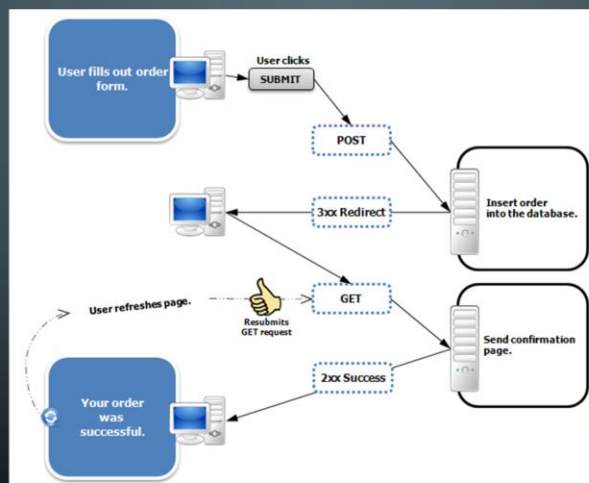 User fills out order
form.
User clicks
SUBMIT
POST
3xx Redirect
Insert order
into the database.
User refreshes page.
Resubmits
GET request
GET
Send confirmation
page.
2xx Success
Your order
was
successful.